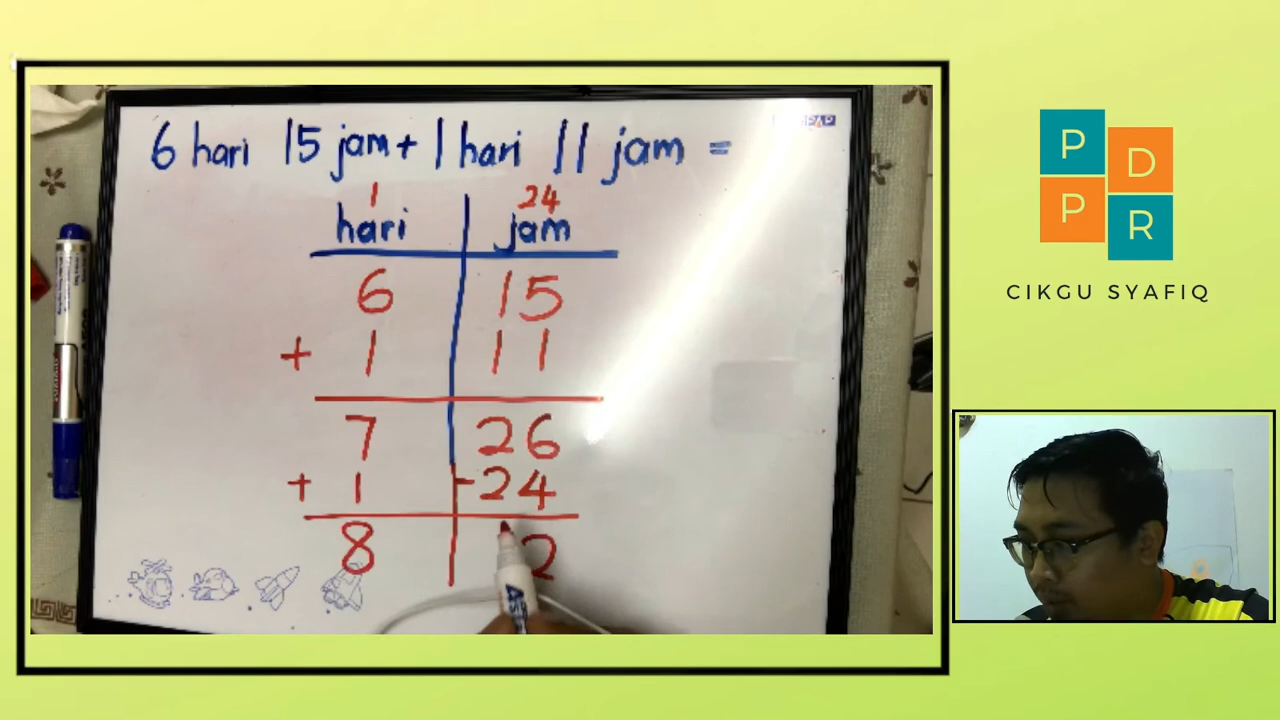 6 hari 15 jam + 1 hari 11 jam =
1 24
hari jam
6 15
+ 1 11
7 26
+ 1 -24
8 2
P D
P R
CIKGU SYAFIQ